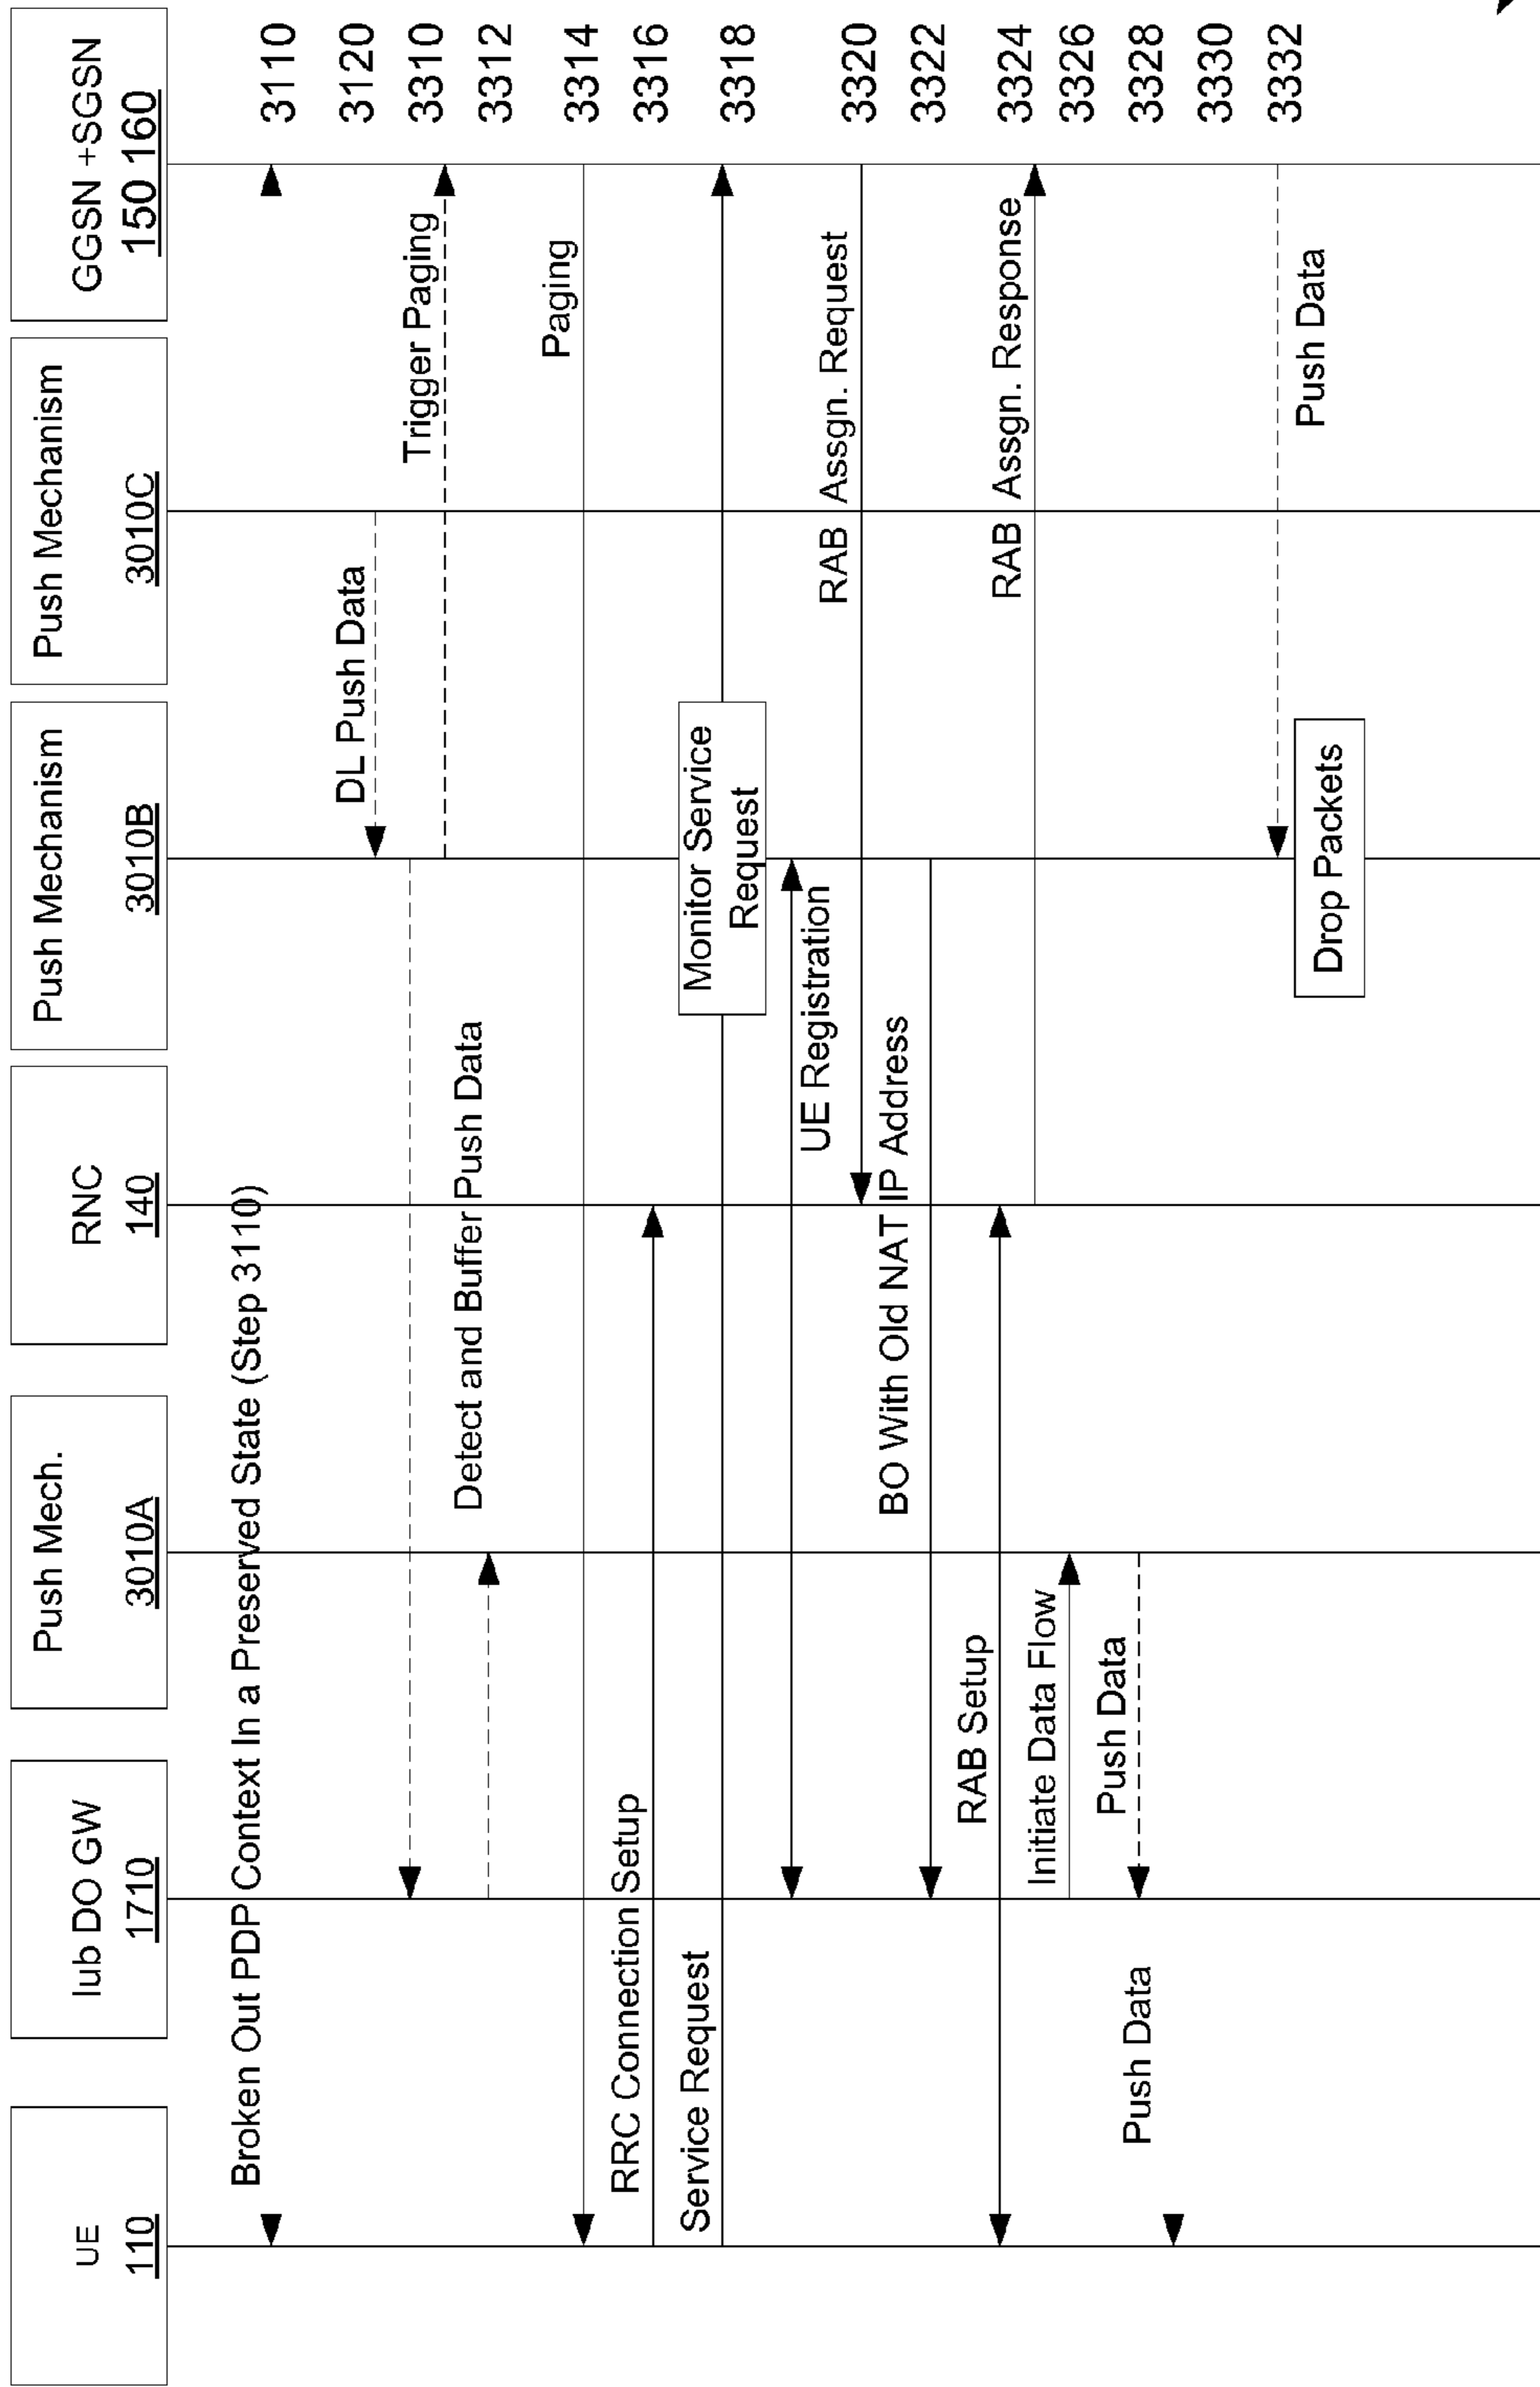 UE
110
Iub DO GW
1710
Push Mech.
3010A
RNC
140
Push Mechanism
3010B
Push Mechanism
3010C
GGSN +SGSN
150 160
Broken Out PDP Context In a Preserved State (Step 3110)
3110
DL Push Data
3120
Trigger Paging
3310
Detect and Buffer Push Data
3312
Paging
3314
RRC Connection Setup
3316
Service Request
Monitor Service
Request
3318
UE Registration
RAB Assgn. Request
3320
BO With Old NAT IP Address
3322
RAB Setup
RAB Assgn. Response
3324
Initiate Data Flow
3326
Push Data
3328
Push Data
3330
3332
Push Data
Drop Packets